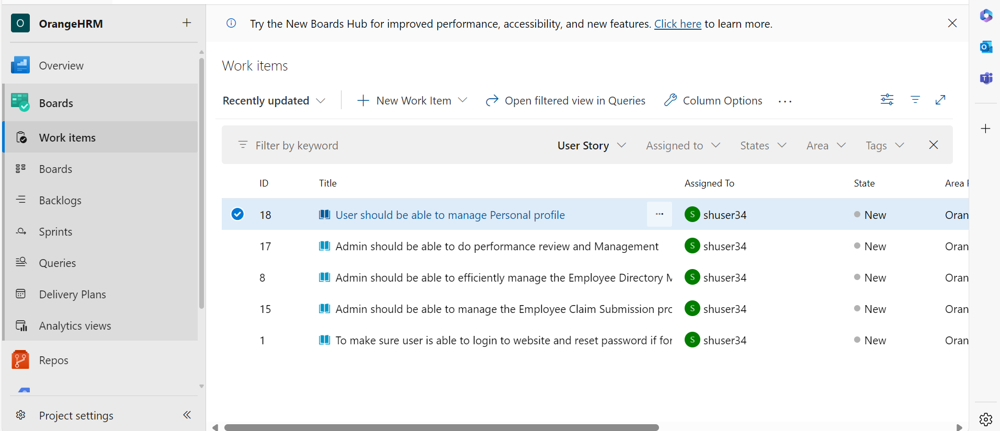 O OrangeHRM
Try the New Boards Hub for improved performance, accessibility, and new features. Click here to learn more.
Overview
Boards
Work items
Boards
Backlogs
Sprints
Queries
Delivery Plans
Analytics views
Repos
Project settings
Work items
Recently updated New Work Item Open filtered view in Queries Column Options
Filter by keyword User Story Assigned to States Area Tags
ID Title Assigned To State Area
18 User should be able to manage Personal profile S shuser34 New Oran
17 Admin should be able to do performance review and Management S shuser34 New Oran
8 Admin should be able to efficiently manage the Employee Directory S shuser34 New Oran
15 Admin should be able to manage the Employee Claim Submission pro S shuser34 New Oran
1 To make sure user is able to login to website and reset password if for S shuser34 New Oran